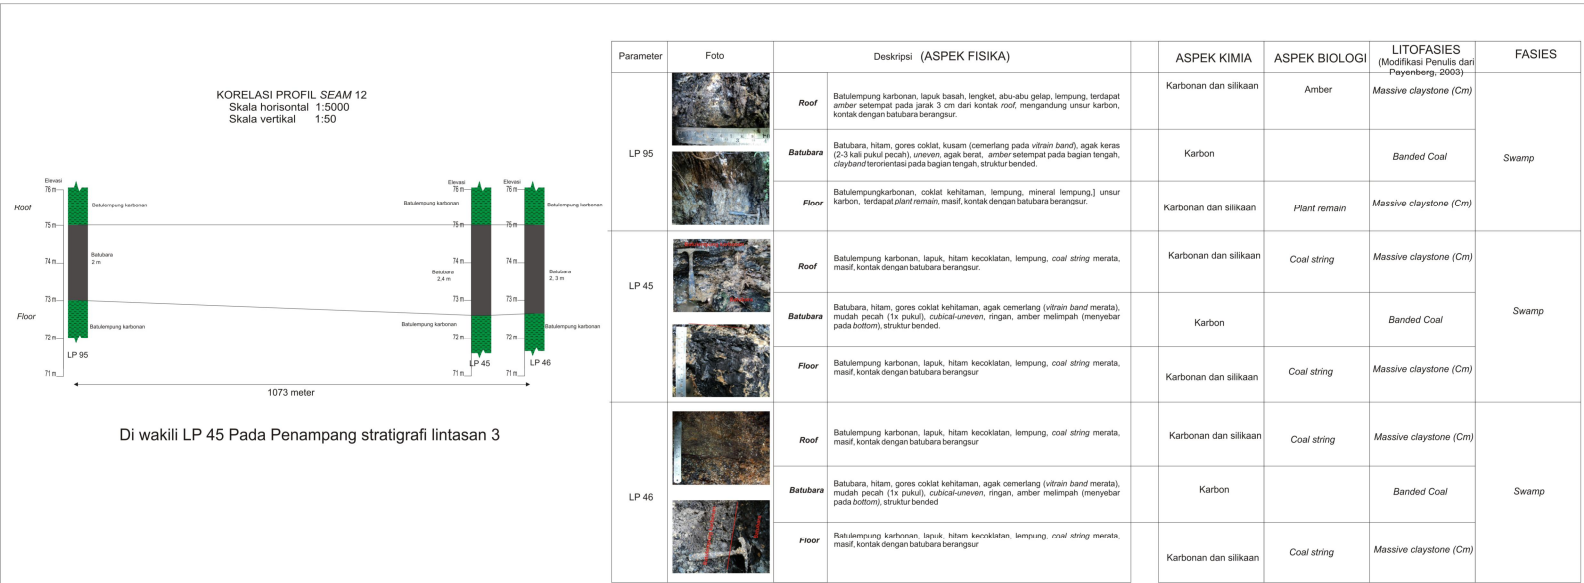 KORELASI PROFIL SEAM 12
Skala horisontal 1:5000
Skala vertikal 1:50
Elevasi
Elevasi
Elevasi
76 m
76 m
76 m
Roof
Batulempung karbonan
Batulempung karbonan
Batulempung karbonan
75 m
75 m
75 m
Batubara
2 m
74 m
74 m
74 m
Batubara
2.4 m
Batubara
2, 3 m
73 m
73 m
73 m
Floor
Batulempung karbonan
Batulempung karbonan
Batulempung karbonan
72 m
72 m
72 m
LP 95
LP 45
LP 46
71 m
71 m
71 m
1073 meter
Di wakili LP 45 Pada Penampang stratigrafi lintasan 3
Parameter
Foto
Deskripsi (ASPEK FISIKA)
ASPEK KIMIA
ASPEK BIOLOGI
LITOFASIES
(Modifikasi Penulis dari
Payenberg, 2003)
FASIES
LP 95
Roof
Batulempung karbonan, lapuk basah, lengket, abu-abu gelap, lempung, terdapat
amber setempat pada jarak 3 cm dari kontak roof, mengandung unsur karbon,
kontak dengan batubara berangsur.
Karbonan dan silikaan
Amber
Massive claystone (Cm)
Batubara
Batubara, hitam, gores coklat, kusam (cemerlang pada vitrain band), agak keras
(2-3 kali pukul pecah), uneven, agak berat, amber setempat pada bagian tengah,
clayband terorientasi pada bagian tengah, struktur bended.
Karbon
Banded Coal
Swamp
Floor
Batulempungkarbonan, coklat kehitaman, lempung, mineral lempung,] unsur
karbon, terdapat plant remain, masif, kontak dengan batubara berangsur.
Karbonan dan silikaan
Plant remain
Massive claystone (Cm)
LP 45
Roof
Batulempung karbonan, lapuk, hitam kecoklatan, lempung, coal string merata,
masif, kontak dengan batubara berangsur.
Karbonan dan silikaan
Coal string
Massive claystone (Cm)
Batubara
Batubara, hitam, gores coklat kehitaman, agak cemerlang (vitrain band merata),
mudah pecah (1x pukul), cubical-uneven, ringan, amber melimpah (menyebar
pada bottom), struktur bended.
Karbon
Banded Coal
Swamp
Floor
Batulempung karbonan, lapuk, hitam kecoklatan, lempung, coal string merata,
masif, kontak dengan batubara berangsur
Karbonan dan silikaan
Coal string
Massive claystone (Cm)
LP 46
Roof
Batulempung karbonan, lapuk, hitam kecoklatan, lempung, coal string merata,
masif, kontak dengan batubara berangsur
Karbonan dan silikaan
Coal string
Massive claystone (Cm)
Batubara
Batubara, hitam, gores coklat kehitaman, agak cemerlang (vitrain band merata),
mudah pecah (1x pukul), cubical-uneven, ringan, amber melimpah (menyebar
pada bottom), struktur bended
Karbon
Banded Coal
Swamp
Floor
Batulempung karbonan, lapuk, hitam kecoklatan, lempung, coal string merata,
masif, kontak dengan batubara berangsur
Karbonan dan silikaan
Coal string
Massive claystone (Cm)